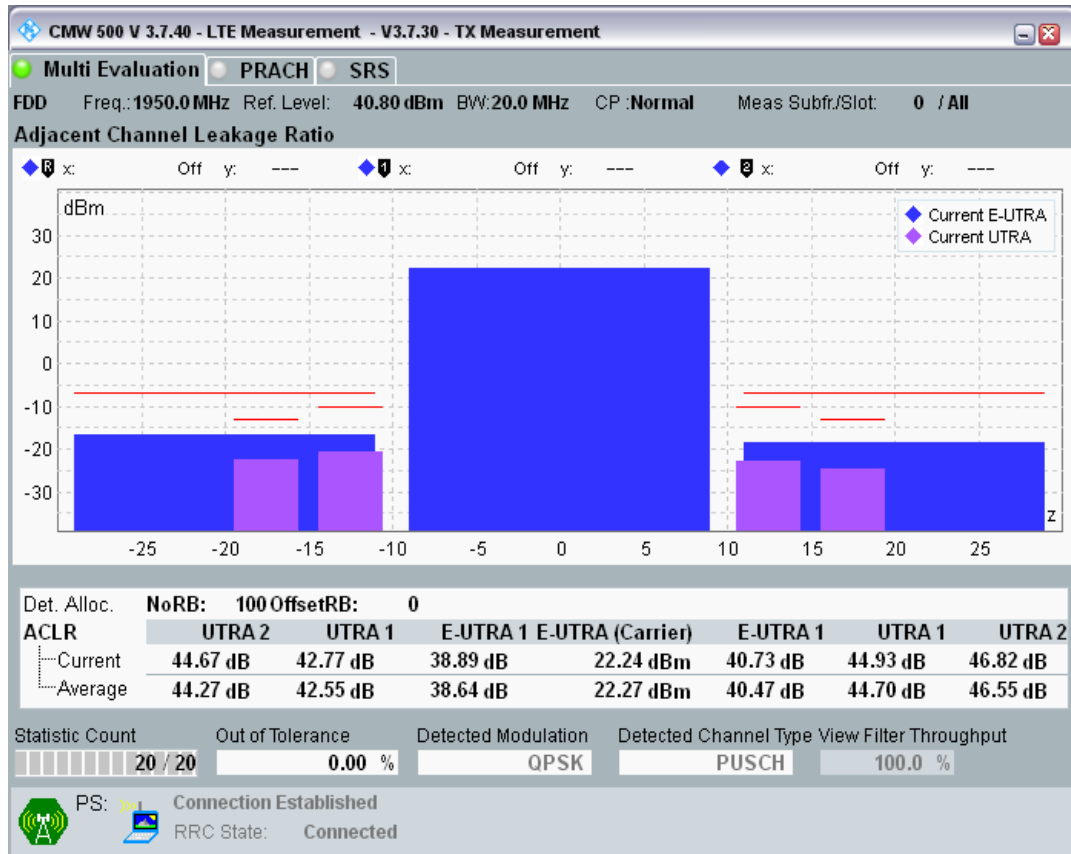 CMW 500 V 3.7.40 - LTE Measurement - V3.7.30 - TX Measurement
Multi Evaluation PRACH SRS
FDD Freq.:1950.0 MHz Ref. Level: 40.80 dBm BW:20.0 MHz CP :Normal Meas Subfr./Slot: 0 / All
Adjacent Channel Leakage Ratio
R x: Off y: --- 1 x: Off y: --- 2 x: Off y: ---
dBm
Current E-UTRA
Current UTRA
30
20
10
0
-10
-20
-30
z
-25 -20 -15 -10 -5 0 5 10 15 20 25
Det. Alloc. NoRB: 100 OffsetRB: 0
ACLR UTRA 2 UTRA 1 E-UTRA 1 E-UTRA (Carrier) E-UTRA 1 UTRA 1 UTRA 2
Current 44.67 dB 42.77 dB 38.89 dB 22.24 dBm 40.73 dB 44.93 dB 46.82 dB
Average 44.27 dB 42.55 dB 38.64 dB 22.27 dBm 40.47 dB 44.70 dB 46.55 dB
Statistic Count Out of Tolerance Detected Modulation Detected Channel Type View Filter Throughput
20 / 20 0.00 % QPSK PUSCH 100.0 %
PS: Connection Established
RRC State: Connected